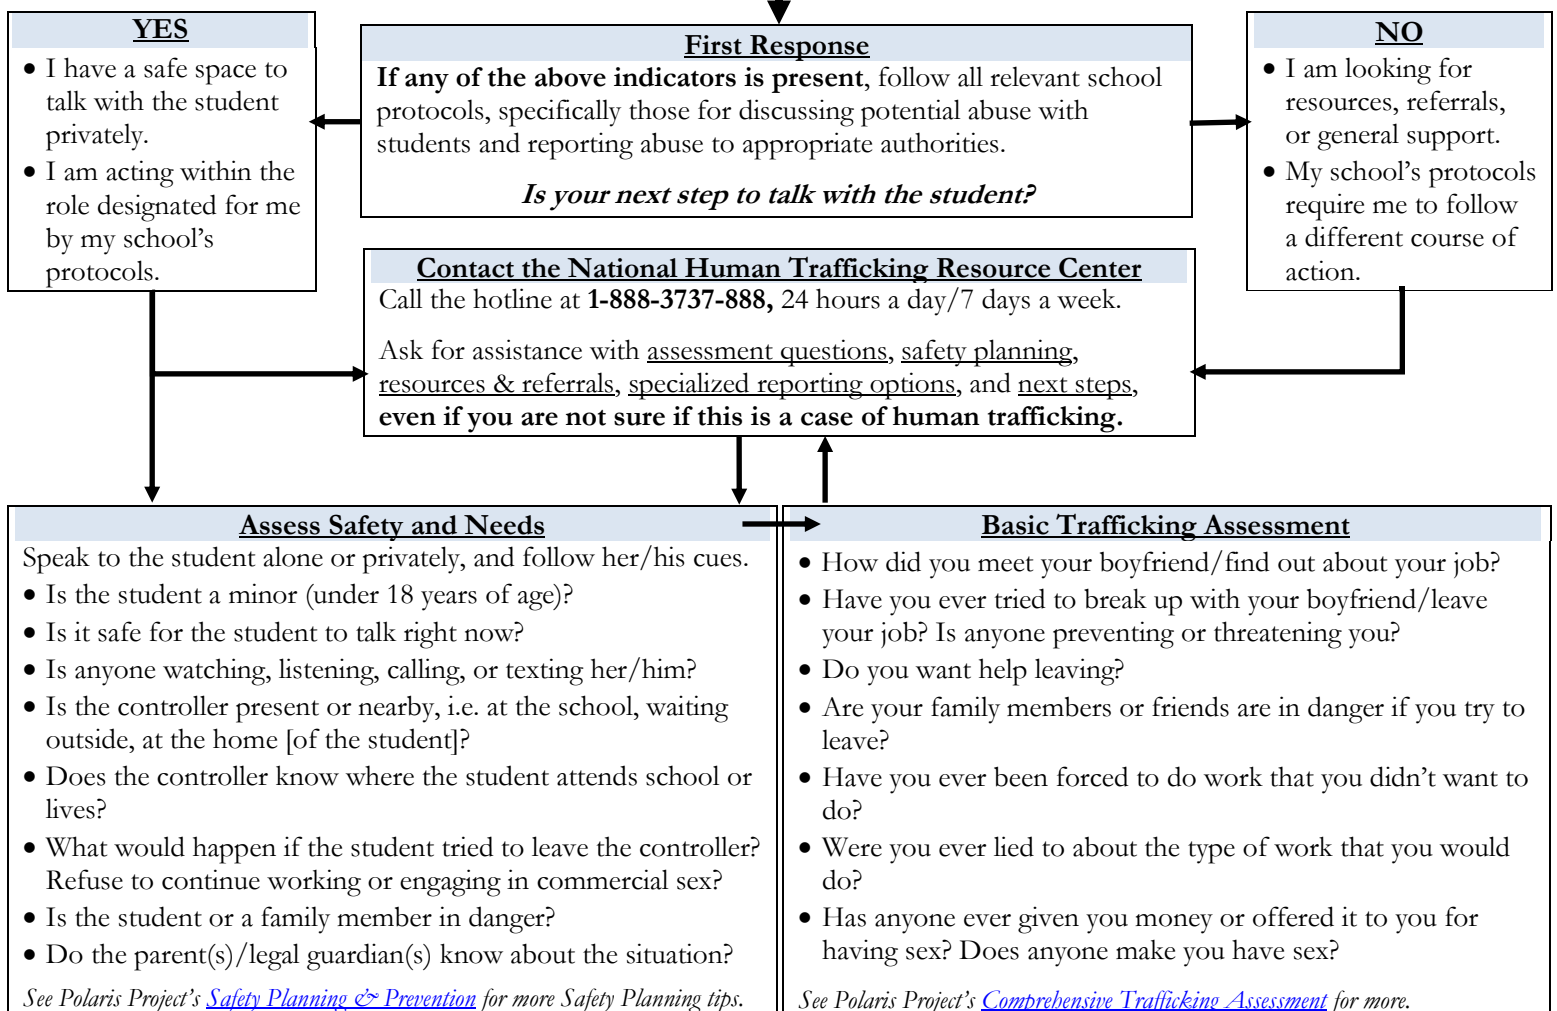 YES
• I have a safe space to
talk with the student
privately.
• I am acting within the
role designated for me
by my school's
protocols.
First Response
If any of the above indicators is present, follow all relevant school
protocols, specifically those for discussing potential abuse with
students and reporting abuse to appropriate authorities.
Is your next step to talk with the student?
NO
• I am looking for
resources, referrals,
or general support.
• My school's protocols
require me to follow
a different course of
action.
Contact the National Human Trafficking Resource Center
Call the hotline at 1-888-3737-888, 24 hours a day/7 days a week.
Ask for assistance with assessment questions, safety planning,
resources & referrals, specialized reporting options, and next steps,
even if you are not sure if this is a case of human trafficking.
Assess Safety and Needs
Speak to the student alone or privately, and follow her/his cues.
• Is the student a minor (under 18 years of age)?
• Is it safe for the student to talk right now?
• Is anyone watching, listening, calling, or texting her/him?
• Is the controller present or nearby, i.e. at the school, waiting
outside, at the home [of the student]?
• Does the controller know where the student attends school or
lives?
• What would happen if the student tried to leave the controller?
Refuse to continue working or engaging in commercial sex?
• Is the student or a family member in danger?
• Do the parent(s)/legal guardian(s) know about the situation?
See Polaris Project's Safety Planning & Prevention for more Safety Planning tips.
Basic Trafficking Assessment
• How did you meet your boyfriend/find out about your job?
• Have you ever tried to break up with your boyfriend/leave
your job? Is anyone preventing or threatening you?
• Do you want help leaving?
• Are your family members or friends are in danger if you try to
leave?
• Have you ever been forced to do work that you didn't want to
do?
• Were you ever lied to about the type of work that you would
do?
• Has anyone ever given you money or offered it to you for
having sex? Does anyone make you have sex?
See Polaris Project's Comprehensive Trafficking Assessment for more.